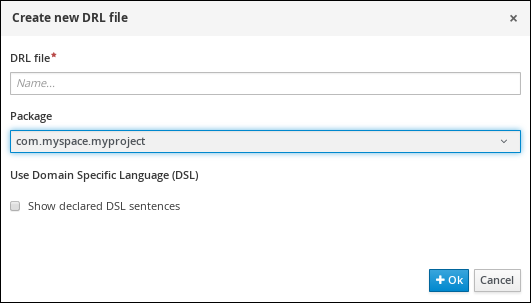 Create new DRL file ×
DRL file*
Name...
Package
com.myspace.myproject
Use Domain Specific Language (DSL)
Show declared DSL sentences
+ Ok Cancel